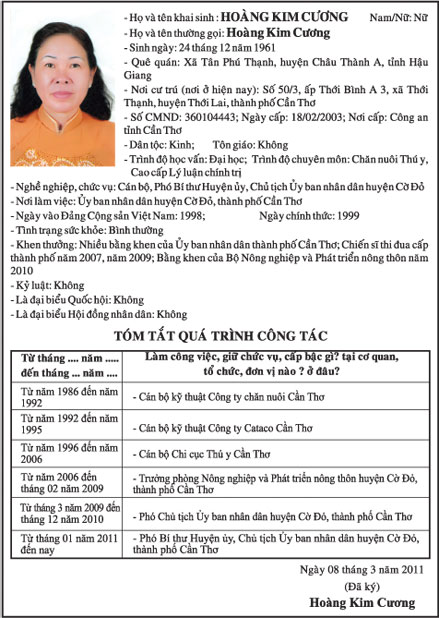 - Họ và tên khai sinh : HOÀNG KIM CƯƠNG Nam/Nữ: Nữ
- Họ và tên thường gọi: Hoàng Kim Cương
- Sinh ngày: 24 tháng 12 năm 1961
- Quê quán: Xã Tân Phú Thạnh, huyện Châu Thành A, tỉnh Hậu
Giang
- Nơi cư trú (nơi ở hiện nay): Số 50/3, ấp Thới Bình A 3, xã Thới
Thạnh, huyện Thới Lai, thành phố Cần Thơ
- Số CMND: 360104443; Ngày cấp: 18/02/2003; Nơi cấp: Công an
tỉnh Cần Thơ
- Dân tộc: Kinh; Tôn giáo: Không
- Trình độ học vấn: Đại học; Trình độ chuyên môn: Chăn nuôi Thú y,
Cao cấp Lý luận chính trị
- Nghề nghiệp, chức vụ: Cán bộ, Phó Bí thư Huyện ủy, Chủ tịch Ủy ban nhân dân huyện Cờ Đỏ
- Nơi làm việc: Ủy ban nhân dân huyện Cờ Đỏ, thành phố Cần Thơ
- Ngày vào Đảng Cộng sản Việt Nam: 1998; Ngày chính thức: 1999
- Tình trạng sức khỏe: Bình thường
- Khen thưởng: Nhiều bằng khen của Ủy ban nhân dân thành phố Cần Thơ; Chiến sĩ thi đua cấp
thành phố năm 2007, năm 2009; Bằng khen của Bộ Nông nghiệp và Phát triển nông thôn năm
2010
- Kỷ luật: Không
- Là đại biểu Quốc hội: Không
- Là đại biểu Hội đồng nhân dân: Không
TÓM TẮT QUÁ TRÌNH CÔNG TÁC
Từ tháng .... năm .....
đến tháng ... năm ....
Làm công việc, giữ chức vụ, cấp bậc gì? tại cơ quan,
tổ chức, đơn vị nào ? ở đâu?
Từ năm 1986 đến năm
1992
- Cán bộ kỹ thuật Công ty chăn nuôi Cần Thơ
Từ năm 1992 đến năm
1995
- Cán bộ kỹ thuật Công ty Cataco Cần Thơ
Từ năm 1996 đến năm
2006
- Cán bộ Chi cục Thú y Cần Thơ
Từ năm 2006 đến
tháng 02 năm 2009
- Trưởng phòng Nông nghiệp và Phát triển nông thôn huyện Cờ Đỏ,
thành phố Cần Thơ
Từ tháng 3 năm 2009 đến
tháng 12 năm 2010
- Phó Chủ tịch Ủy ban nhân dân huyện Cờ Đỏ, thành phố Cần Thơ
Từ tháng 01 năm 2011
đến nay
- Phó Bí thư Huyện ủy, Chủ tịch Ủy ban nhân dân huyện Cờ Đỏ,
thành phố Cần Thơ
Ngày 08 tháng 3 năm 2011
(Đã ký)
Hoàng Kim Cương